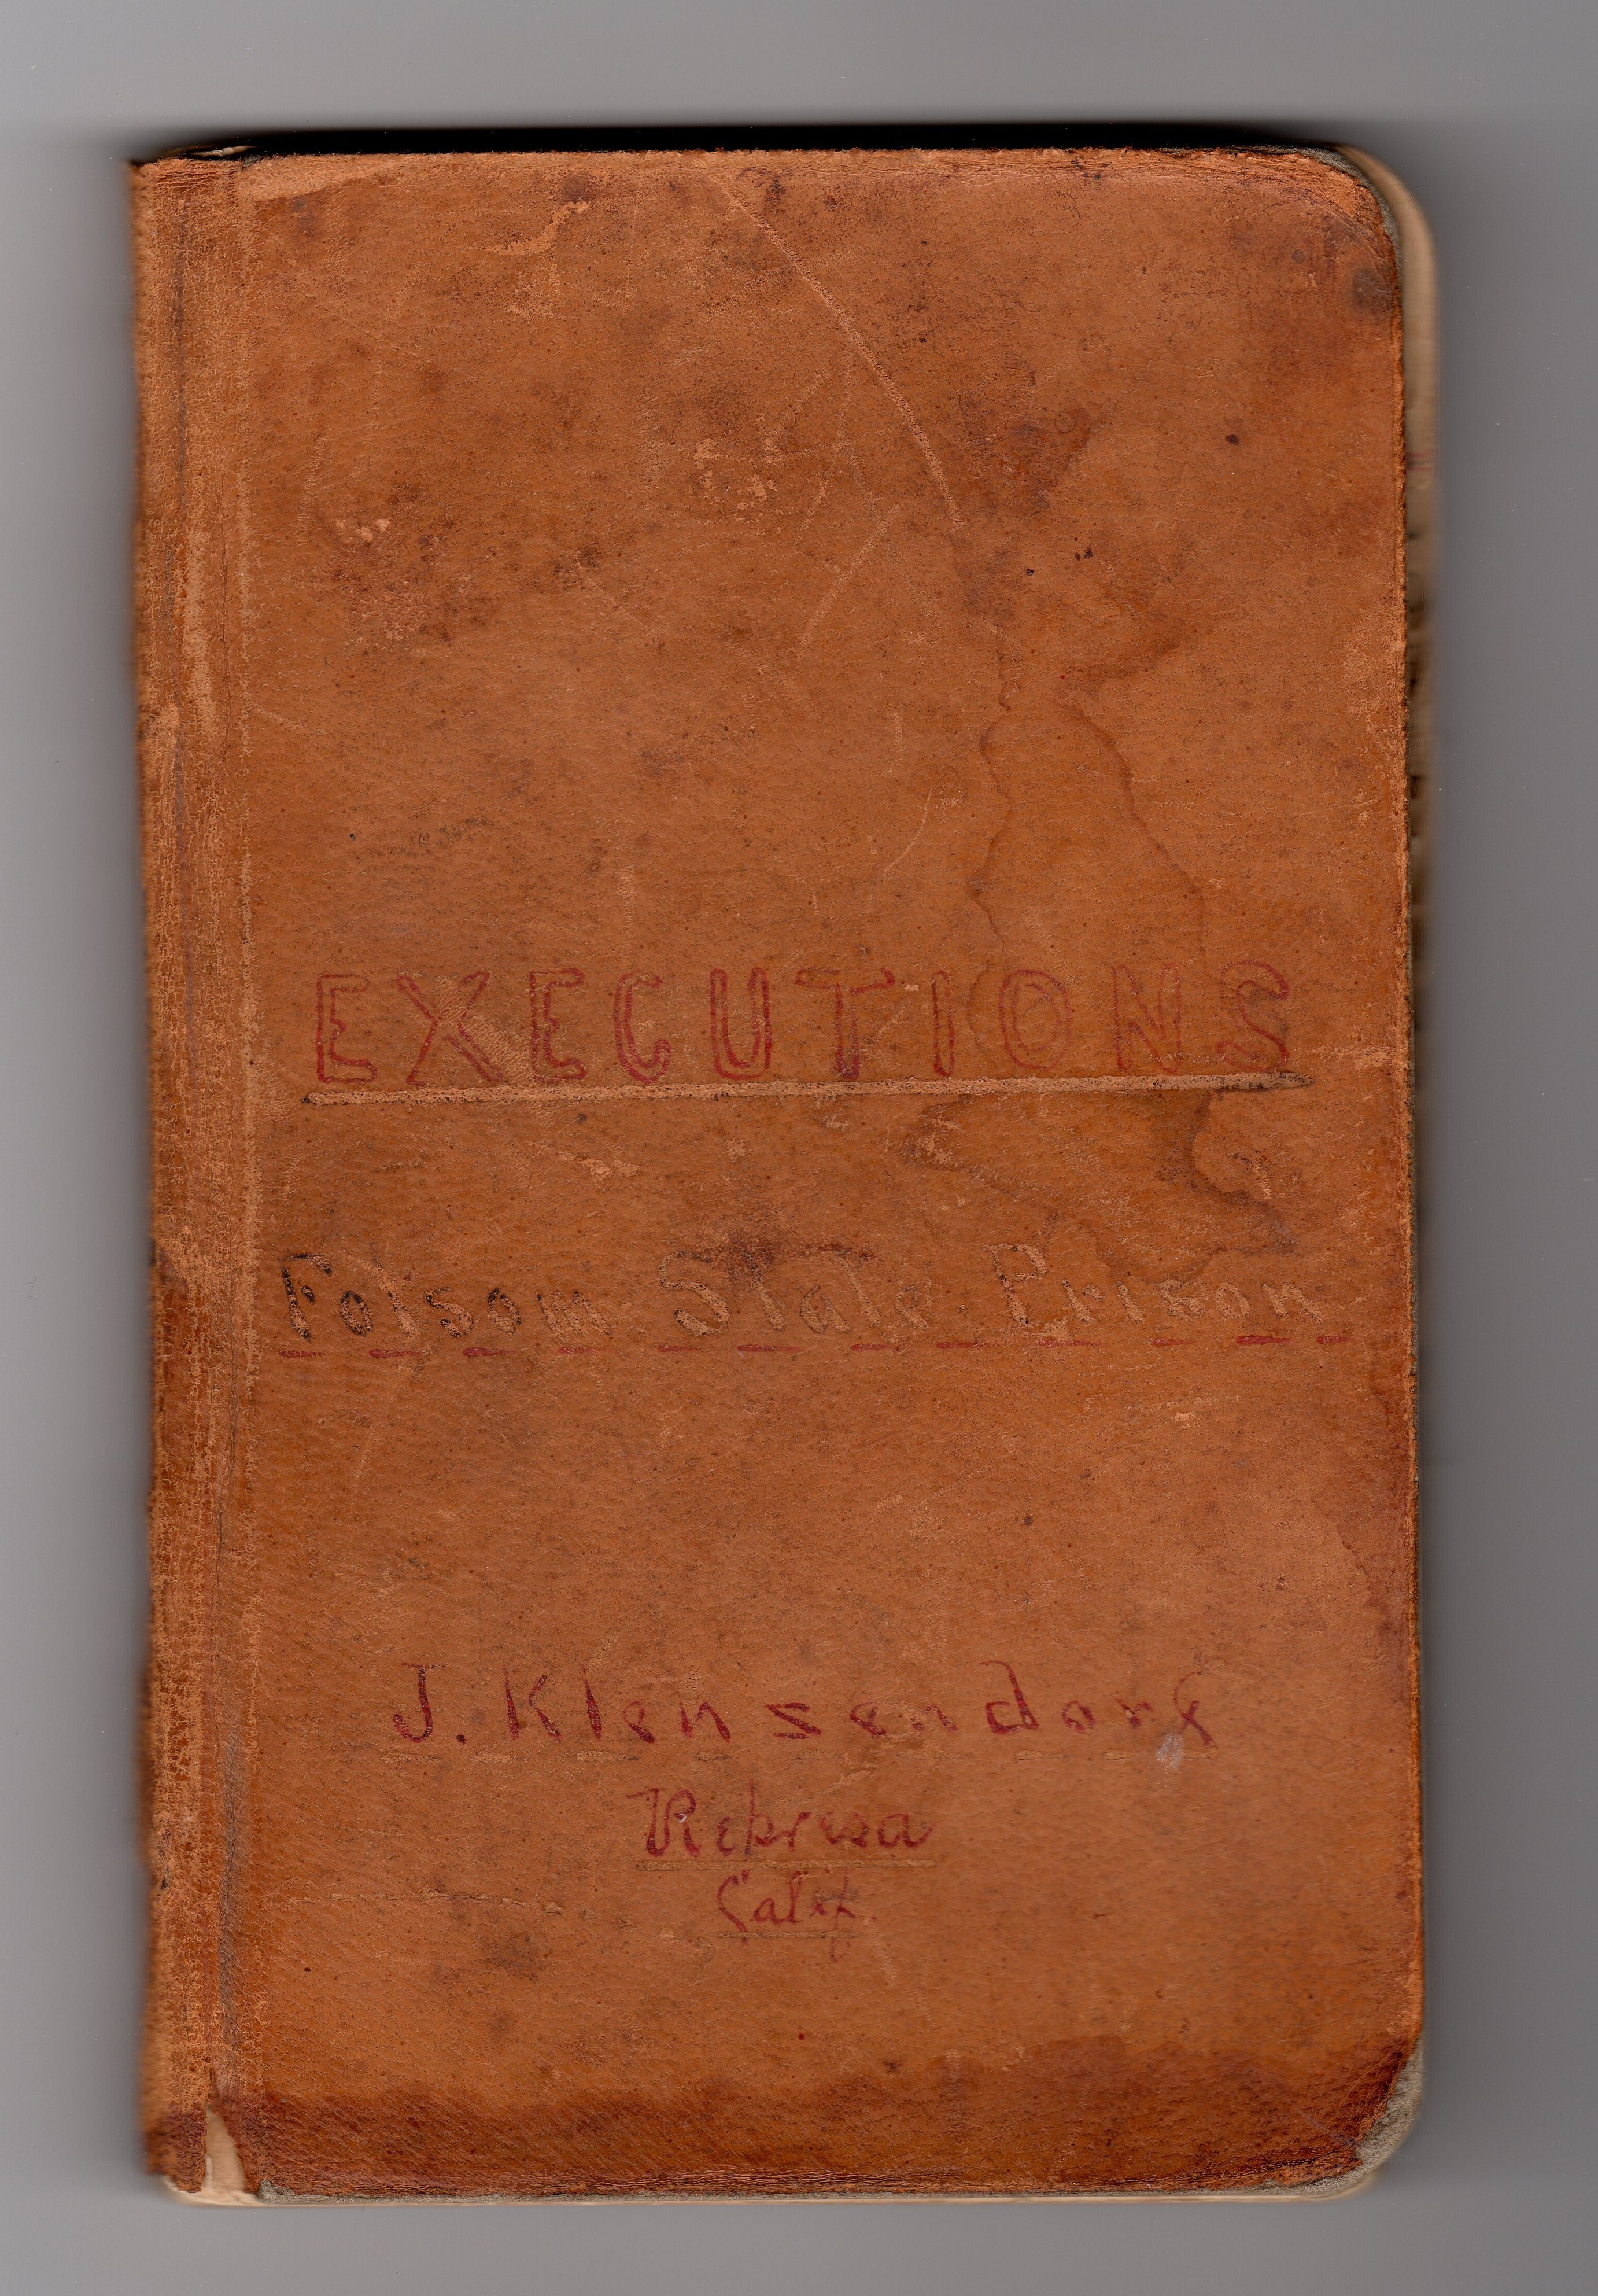 EXECUTIONS
Folsom State Prison
J. Klensendorf
Represa
Calif.